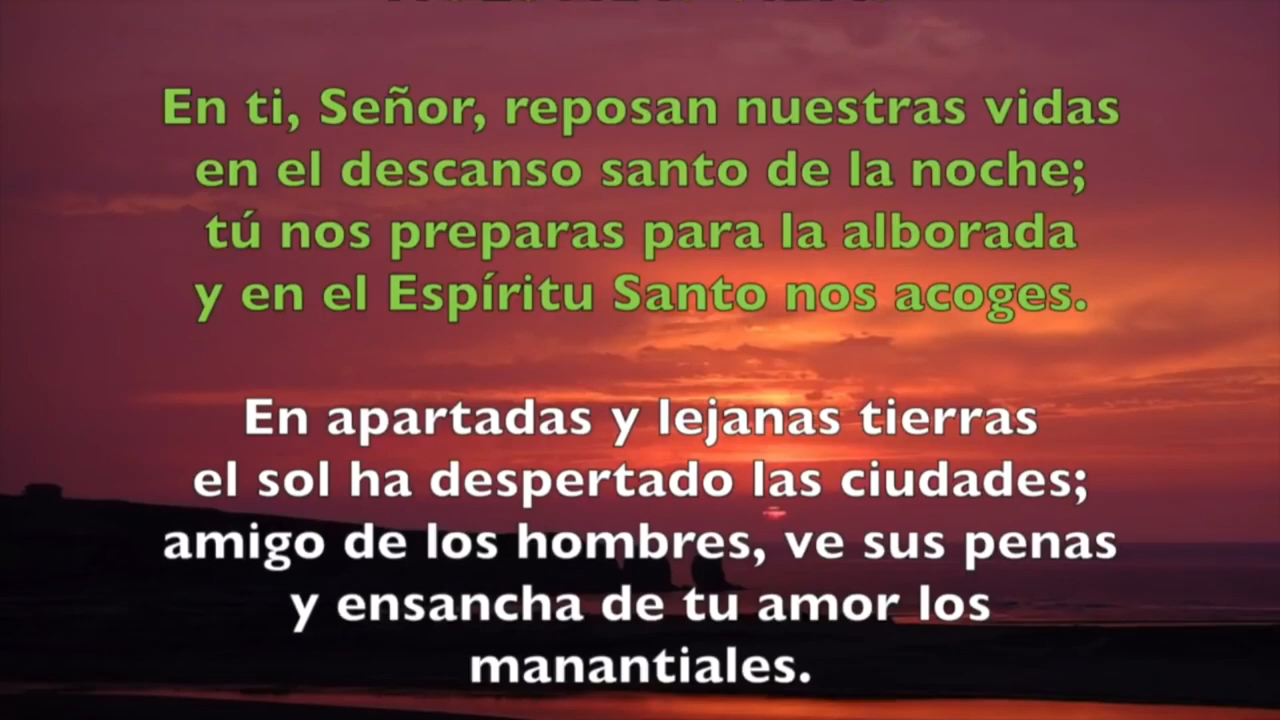 En ti, Señor, reposan nuestras vidas
en el descanso santo de la noche;
tú nos preparas para la alborada
y en el Espíritu Santo nos acoges.
En apartadas y lejanas tierras
el sol ha despertado las ciudades;
amigo de los hombres, ve sus penas
y ensancha de tu amor los
manantiales.